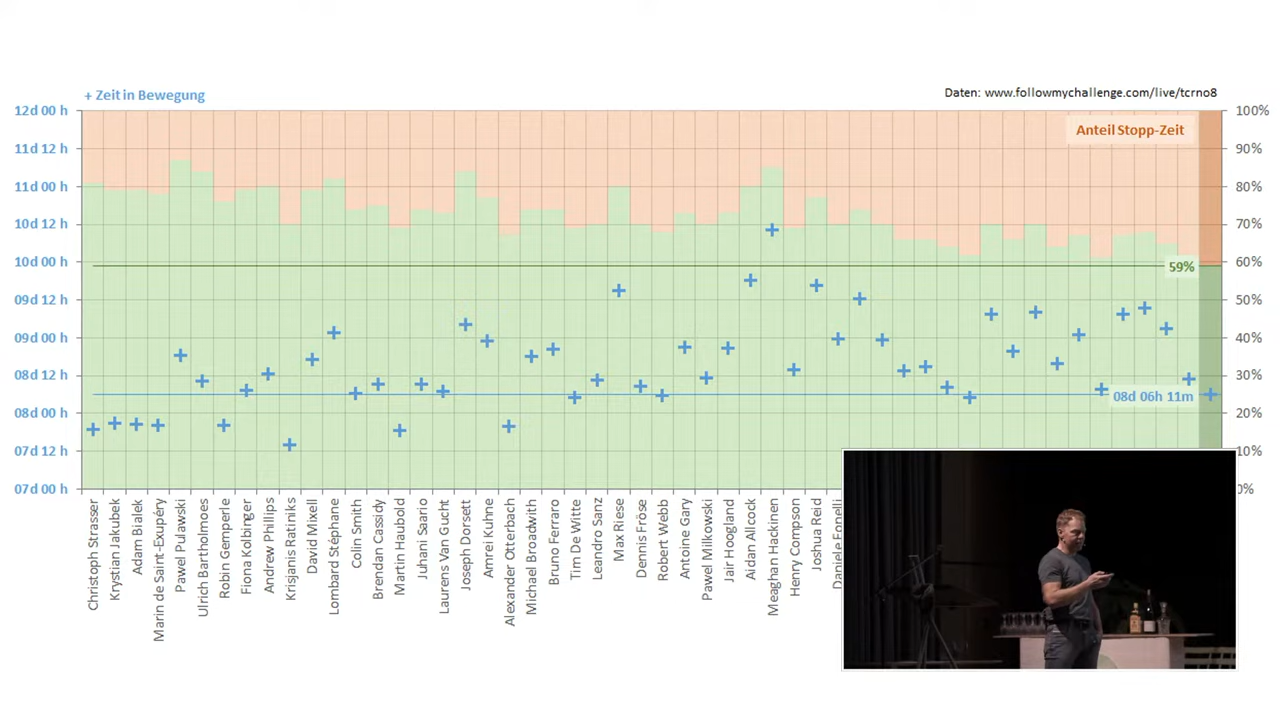 + Zeit in Bewegung
Daten: www.followmychallenge.com/live/tcrno8
12d 00 h
11d 12 h
11d 00 h
10d 12 h
10d 00 h
09d 12 h
09d 00 h
08d 12 h
08d 00 h
07d 12 h
07d 00 h
100%
90%
80%
70%
60%
50%
40%
30%
20%
10%
0%
Anteil Stopp-Zeit
59%
08d 06h 11m
Christoph Strasser
Krystian Jakubek
Adam Bialek
Marin de Saint-Exupéry
Pawel Pulawski
Ulrich Bartholmoes
Robin Gemperle
Fiona Kolbinger
Andrew Phillips
Krisjanis Ratiniks
David Mixell
Lombard Stéphane
Colin Smith
Brendan Cassidy
Martin Haubold
Juhani Saario
Laurens Van Gucht
Joseph Dorsett
Amrei Kuhne
Alexander Otterbach
Michael Broadwith
Bruno Ferraro
Tim De Witte
Leandro Sanz
Max Riese
Dennis Fröse
Robert Webb
Antoine Gary
Pawel Milkowski
Jair Hoogland
Aidan Allcock
Meaghan Hackinen
Henry Compson
Joshua Reid
Daniele Fonelli